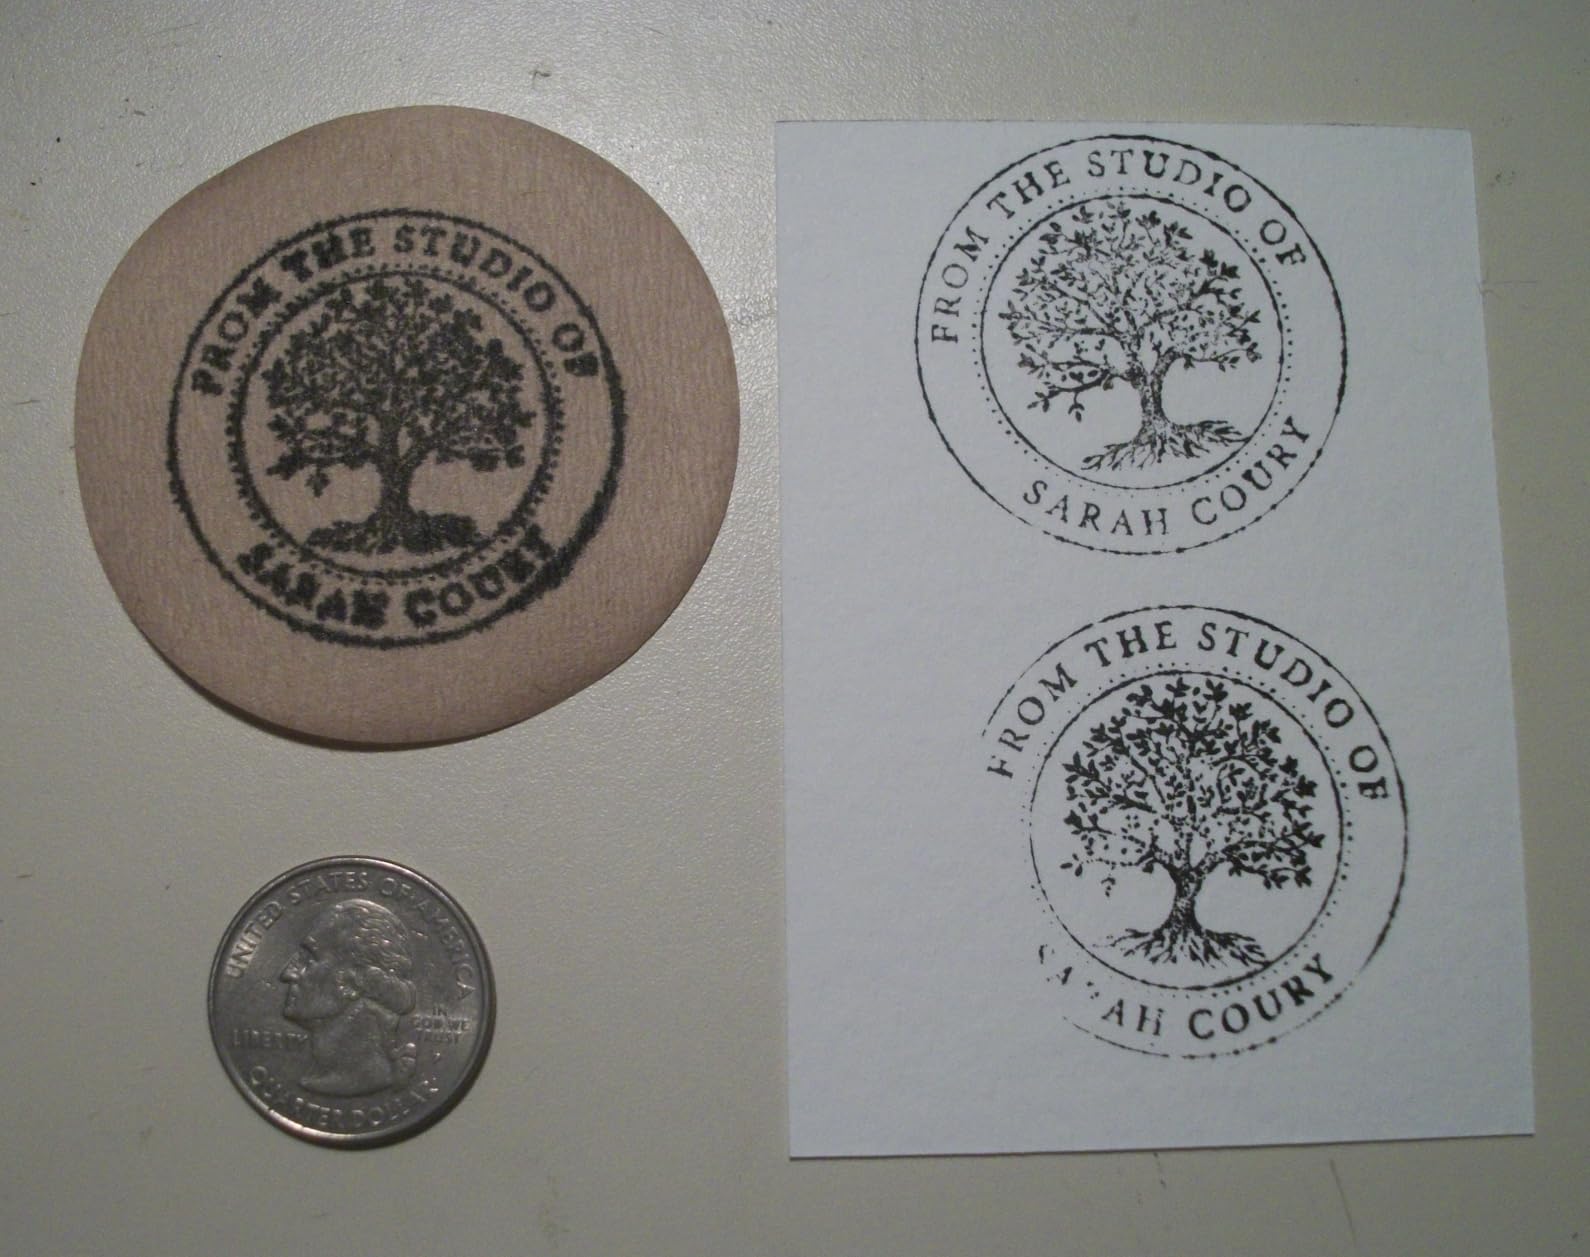 FROM THE STUDIO OF
SARAH COURY
FROM THE STUDIO OF
SARAH COURY
FROM THE STUDIO OF
AH COURY
UNITED STATES OF AMERICA
LIBERTY
IN
GOD WE
TRUST
P
QUARTER DOLLAR